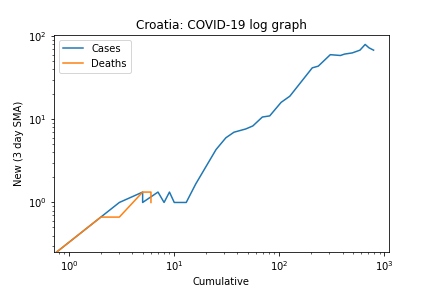 Croatia: COVID-19 log graph
Cases
Deaths
New (3 day SMA)
10²
10¹
10⁰
10⁰ 10¹ 10² 10³
Cumulative